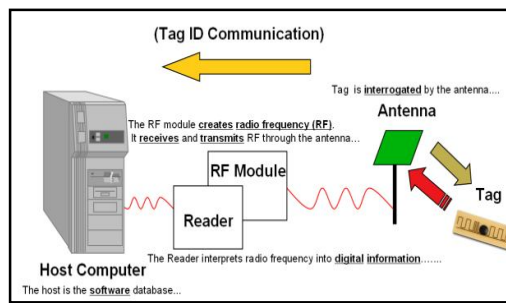 (Tag ID Communication)
Tag is interrogated by the antenna....
Antenna
The RF module creates radio frequency (RF).
It receives and transmits RF through the antenna…
RF Module
Tag
Reader
The Reader interprets radio frequency into digital information…….
Host Computer
The host is the software database...